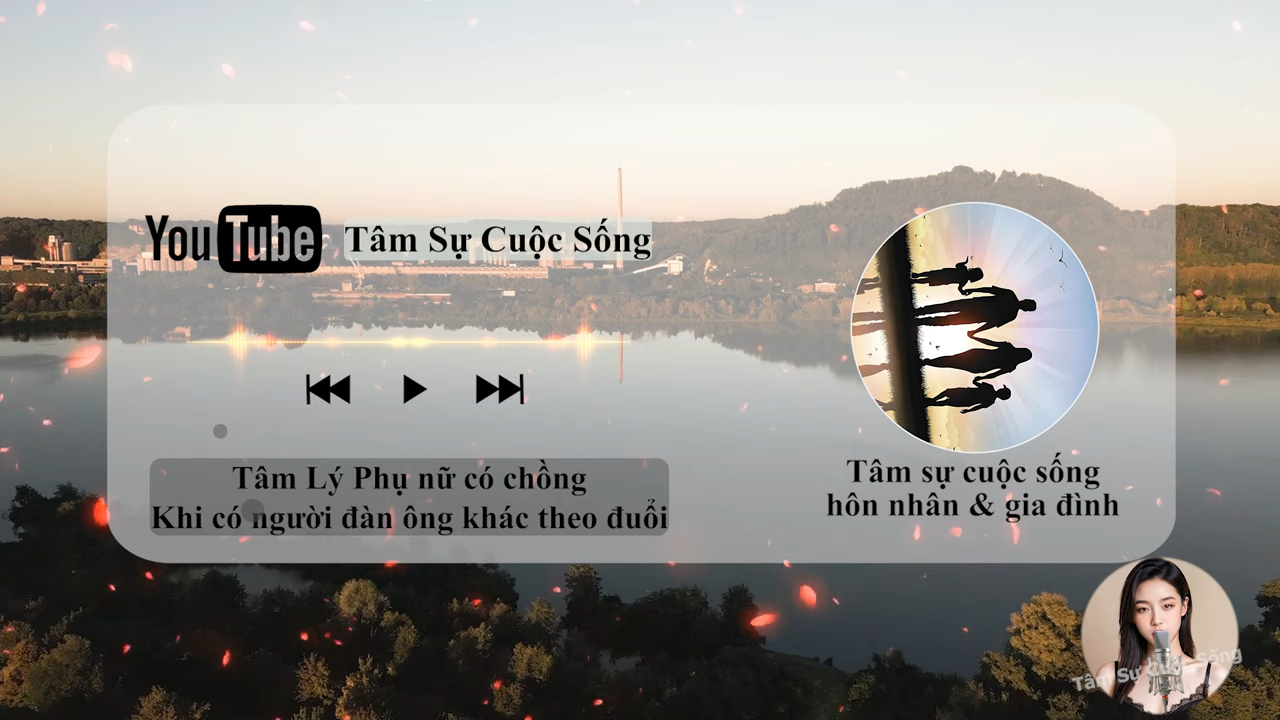 YouTube
Tâm Sự Cuộc Sống
Tâm Lý Phụ nữ có chồng
Khi có người đàn ông khác theo đuổi
Tâm sự cuộc sống
hôn nhân & gia đình
Tâm Sự Cuộc Sống